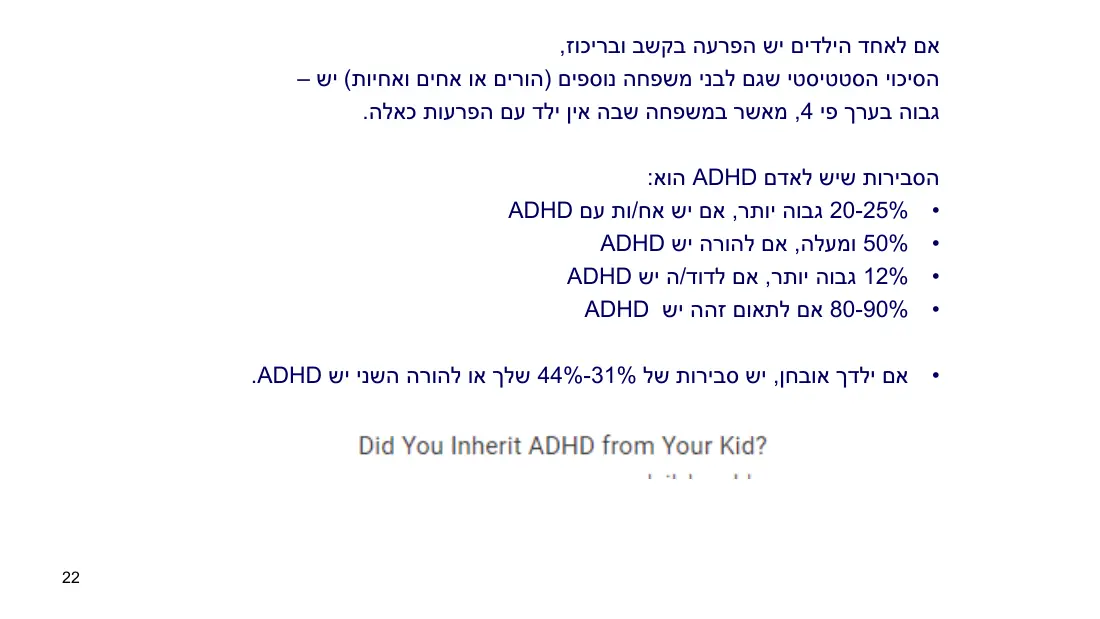 אם לאחד הילדים יש הפרעה בקשב ובריכוז,
הסיכוי הסטטיסטי שגם לבני משפחה נוספים (הורים או אחים ואחיות) יש –
גבוה בערך פי 4, מאשר במשפחה שבה אין ילד עם הפרעות כאלה.
הסבירות שיש לאדם ADHD הוא:
• 20-25% גבוה יותר, אם יש אח/ות עם ADHD
• 50% ומעלה, אם להורה יש ADHD
• 12% גבוה יותר, אם לדוד/ה יש ADHD
• 80-90% אם לתאום זהה יש ADHD
• אם ילדך אובחן, יש סבירות של 31%-44% שלך או להורה השני יש ADHD.
Did You Inherit ADHD from Your Kid?
22